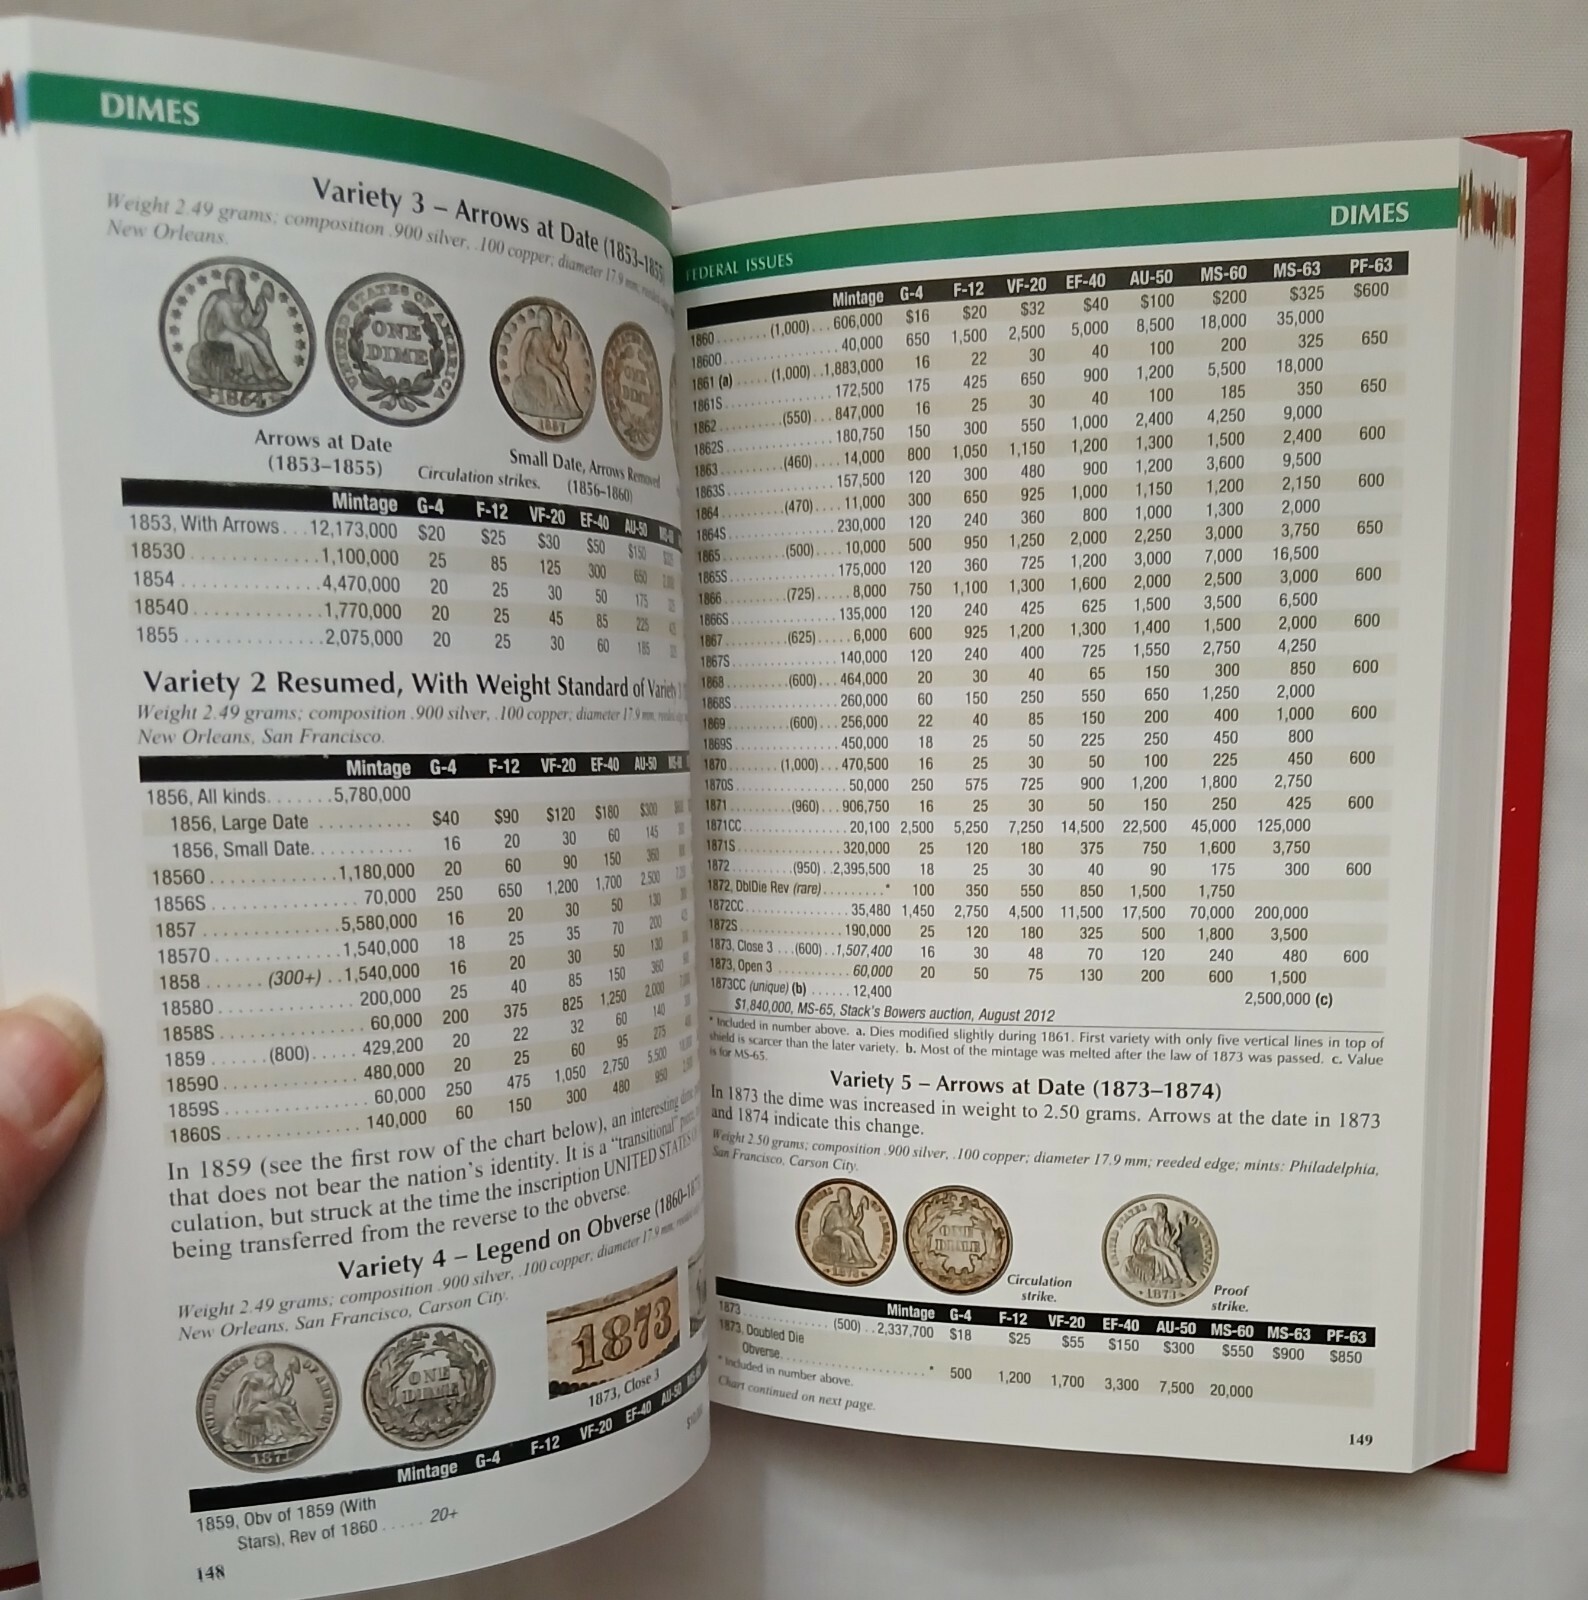 DIMES
Variety 3 – Arrows at Date (1853–1855)
Weight 2.49 grams; composition .900 silver, .100 copper; diameter 17.9 mm;
New Orleans.
Arrows at Date
(1853–1855)
Circulation strikes.
Small Date, Arrows Removed
(1856–1860)
Mintage G-4 F-12 VF-20 EF-40 AU-50
1853, With Arrows... 12,173,000 $20 $25 $30 $50 $150
1853O 1,100,000 25 85 125 300 650
1854 4,470,000 20 25 30 50 175
1854O 1,770,000 20 25 45 85 225
1855 2,075,000 20 25 30 60 185
Variety 2 Resumed, With Weight Standard of Variety
Weight 2.49 grams; composition .900 silver, .100 copper; diameter 17.9 mm;
New Orleans, San Francisco.
Mintage G-4 F-12 VF-20 EF-40 AU-50
1856, All kinds. 5,780,000
1856, Large Date $40 $90 $120 $180 $300
1856, Small Date. 16 20 30 60 145
1856O 1,180,000 20 60 90 150 360
1856S 70,000 250 650 1,200 1,700 2,500
1857 5,580,000 16 20 30 50 130
1857O 1,540,000 18 25 35 70 200
1858 (300+) 1,540,000 16 20 30 50 130
1858O 200,000 25 40 85 150 360
1858S 60,000 200 375 825 1,250 2,000
1859 (800) 429,200 20 22 32 60 140
1859O 480,000 20 25 60 95 275
1859S 60,000 250 475 1,050 2,750 5,500
1860S 140,000 60 150 300 480 950
In 1859 (see the first row of the chart below), an interesting
that does not bear the nation's identity. It is a "transitional"
culation, but struck at the time the inscription UNITED STATES
being transferred from the reverse to the obverse.
Variety 4 – Legend on Obverse (1860–187
Weight 2.49 grams; composition .900 silver, .100 copper; diameter 17.9 mm;
New Orleans, San Francisco, Carson City.
1873
1873, Close 3
Mintage G-4 F-12 VF-20 EF-40 AU-50
1859, Obv of 1859 (With
Stars), Rev of 1860 20+
148
FEDERAL ISSUES
DIMES
Mintage G-4 F-12 VF-20 EF-40 AU-50 MS-60 MS-63 PF-63
1860 (1,000) 606,000 $16 $20 $32 $40 $100 $200 $325 $600
1860O 40,000 650 1,500 2,500 5,000 8,500 18,000 35,000
1861 (a) (1,000) 1,883,000 16 22 30 40 100 200 325 650
1861S 172,500 175 425 650 900 1,200 5,500 18,000
1862 (550) 847,000 16 25 30 40 100 185 350 650
1862S 180,750 150 300 550 1,000 2,400 4,250 9,000
1863 (460) 14,000 800 1,050 1,150 1,200 1,300 1,500 2,400 600
1863S 157,500 120 300 480 900 1,200 3,600 9,500
1864 (470) 11,000 300 650 925 1,000 1,150 1,200 2,150 600
1864S 230,000 120 240 360 800 1,000 1,300 2,000
1865 (500) 10,000 500 950 1,250 2,000 2,250 3,000 3,750 650
1865S 175,000 120 360 725 1,200 3,000 7,000 16,500
1866 (725) 8,000 750 1,100 1,300 1,600 2,000 2,500 3,000 600
1866S 135,000 120 240 425 625 1,500 3,500 6,500
1867 (625) 6,000 600 925 1,200 1,300 1,400 1,500 2,000 600
1867S 140,000 120 240 400 725 1,550 2,750 4,250
1868 (600) 464,000 20 30 40 65 150 300 850 600
1868S 260,000 60 150 250 550 650 1,250 2,000
1869 (600) 256,000 22 40 85 150 200 400 1,000 600
1869S 450,000 18 25 50 225 250 450 800
1870 (1,000) 470,500 16 25 30 50 100 225 450 600
1870S 50,000 250 575 725 900 1,200 1,800 2,750
1871 (960) 906,750 16 25 30 50 150 250 425 600
1871CC 20,100 2,500 5,250 7,250 14,500 22,500 45,000 125,000
1871S 320,000 25 120 180 375 750 1,600 3,750
1872 (950) 2,395,500 18 25 30 40 90 175 300 600
1872, DblDie Rev (rare) * 100 350 550 850 1,500 1,750
1872CC 35,480 1,450 2,750 4,500 11,500 17,500 70,000 200,000
1872S 190,000 25 120 180 325 500 1,800 3,500
1873, Close 3 (600) 1,507,400 16 30 48 70 120 240 480 600
1873, Open 3 60,000 20 50 75 130 200 600 1,500
1873CC (unique) (b) 12,400 2,500,000 (c)
$1,840,000, MS-65, Stack's Bowers auction, August 2012
* Included in number above. a. Dies modified slightly during 1861. First variety with only five vertical lines in top of
shield is scarcer than the later variety. b. Most of the mintage was melted after the law of 1873 was passed. c. Value
is for MS-65.
Variety 5 – Arrows at Date (1873–1874)
In 1873 the dime was increased in weight to 2.50 grams. Arrows at the date in 1873
and 1874 indicate this change.
Weight 2.50 grams; composition .900 silver, .100 copper; diameter 17.9 mm; reeded edge; mints: Philadelphia,
San Francisco, Carson City.
Circulation
strike.
Proof
strike.
Mintage G-4 F-12 VF-20 EF-40 AU-50 MS-60 MS-63 PF-63
1873 (500) 2,337,700 $18 $25 $55 $150 $300 $550 $900 $850
1873, Doubled Die
Obverse * 500 1,200 1,700 3,300 7,500 20,000
* Included in number above.
Chart continued on next page.
149